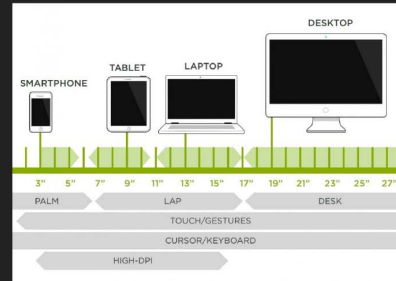 DESKTOP
TABLET LAPTOP
SMARTPHONE
3" 5" 7" 9" 11" 13" 15" 17" 19" 21" 23" 25" 27"
PALM LAP DESK
TOUCH/GESTURES
CURSOR/KEYBOARD
HIGH-DPI